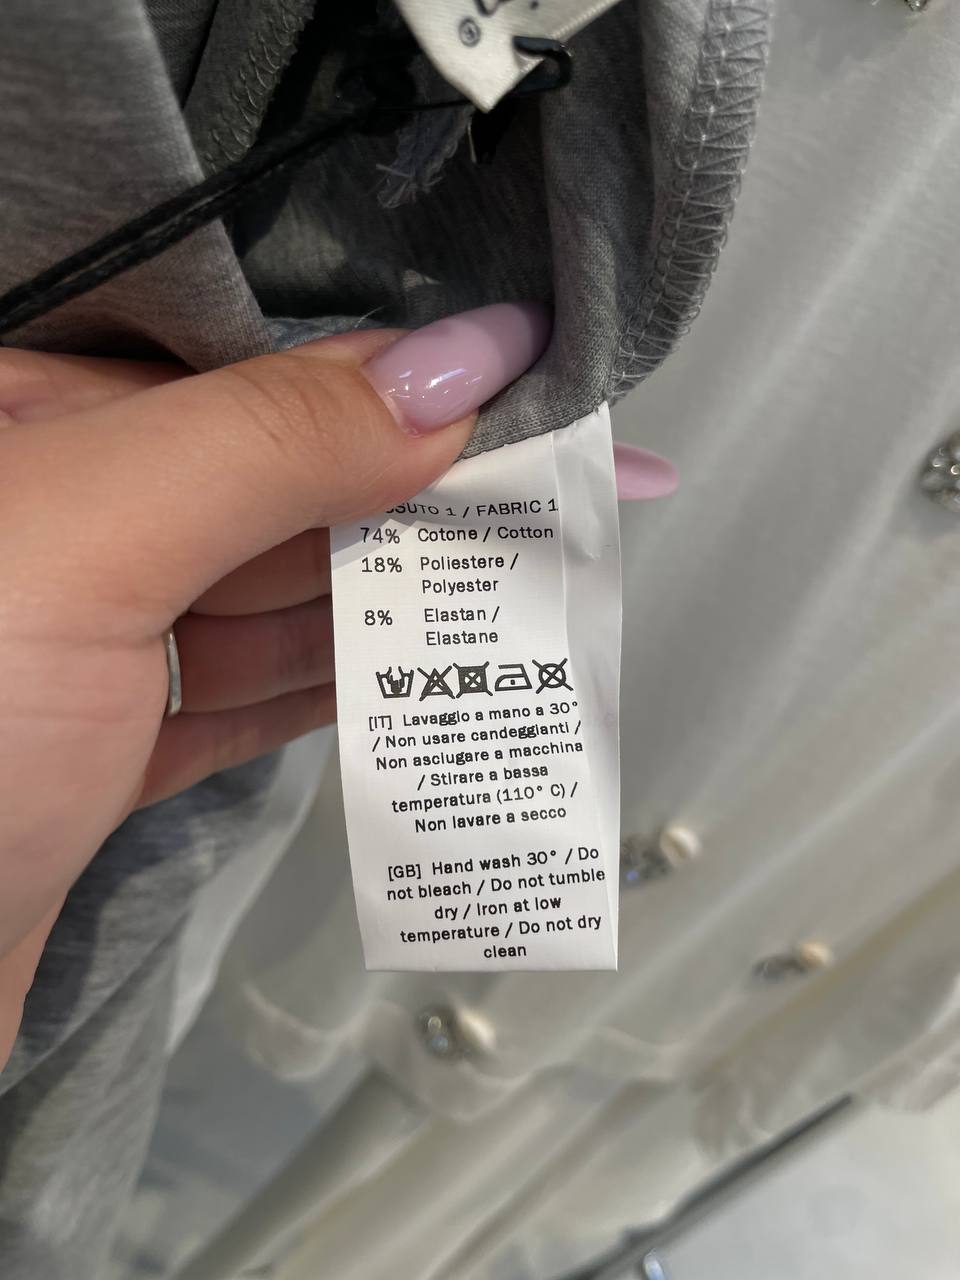 / FABRIC 1
74% Cotone / Cotton
18% Poliestere /
Polyester
8% Elastan /
Elastane
[IT] Lavaggio a mano a 30°
/ Non usare candeggianti /
Non asciugare a macchina
/ Stirare a bassa
temperatura (110° C) /
Non lavare a secco
[GB] Hand wash 30° / Do
not bleach / Do not tumble
dry / Iron at low
temperature / Do not dry
clean